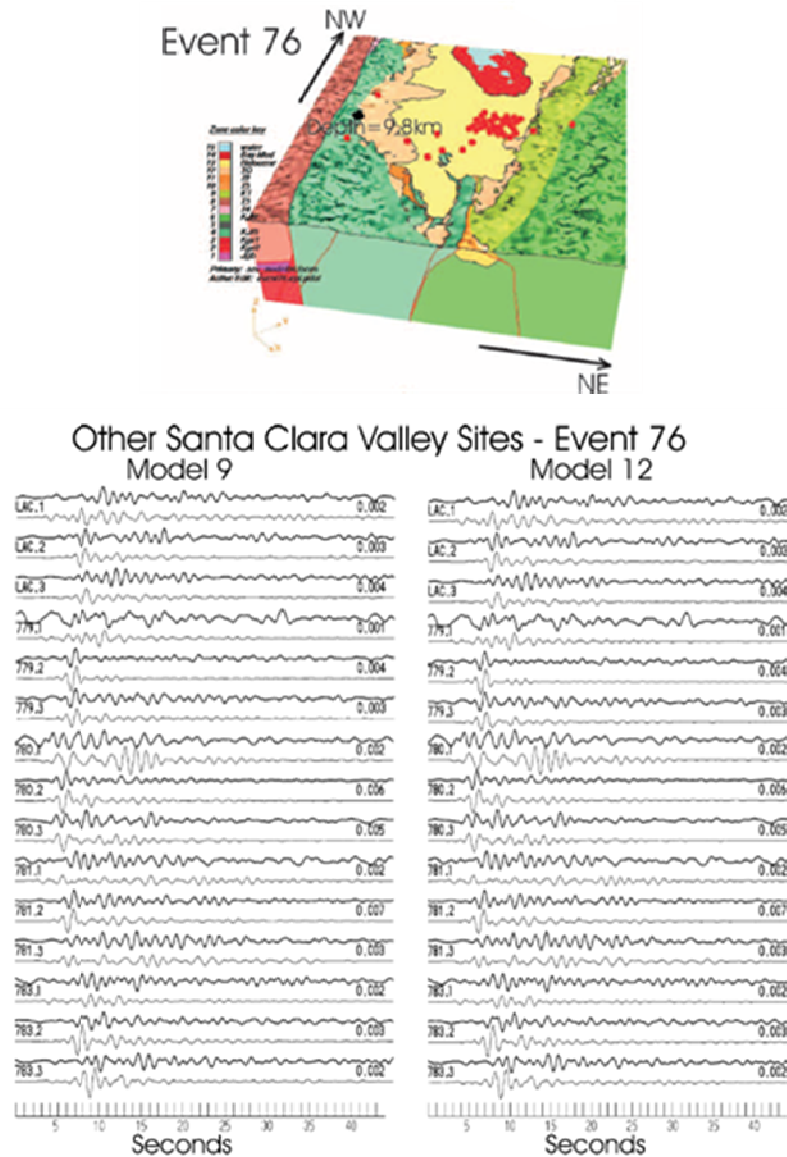 Event 76
NW
Depth=9.8km
water
NE
Other Santa Clara Valley Sites - Event 76
Model 9
Model 12
LAC.1 0.002
LAC.2 0.003
LAC.3 0.004
779.1 0.001
779.2 0.004
779.3 0.003
780. 0.002
780.2 0.006
780.3 0.005
781.1 0.002
781.2 0.007
781.3 0.003
783.1 0.002
783.2 0.003
783.3 0.002
5 10 15 20 25 30 35 40
Seconds
LAC.1 0.002
LAC.2 0.003
LAC.3 0.004
779.1 0.001
779.2 0.004
779.3 0.003
780. 0.002
780.2 0.006
780.3 0.005
781.1 0.002
781.2 0.007
781.3 0.003
783.1 0.002
783.2 0.003
783.3 0.002
5 10 15 20 25 30 35 40
Seconds